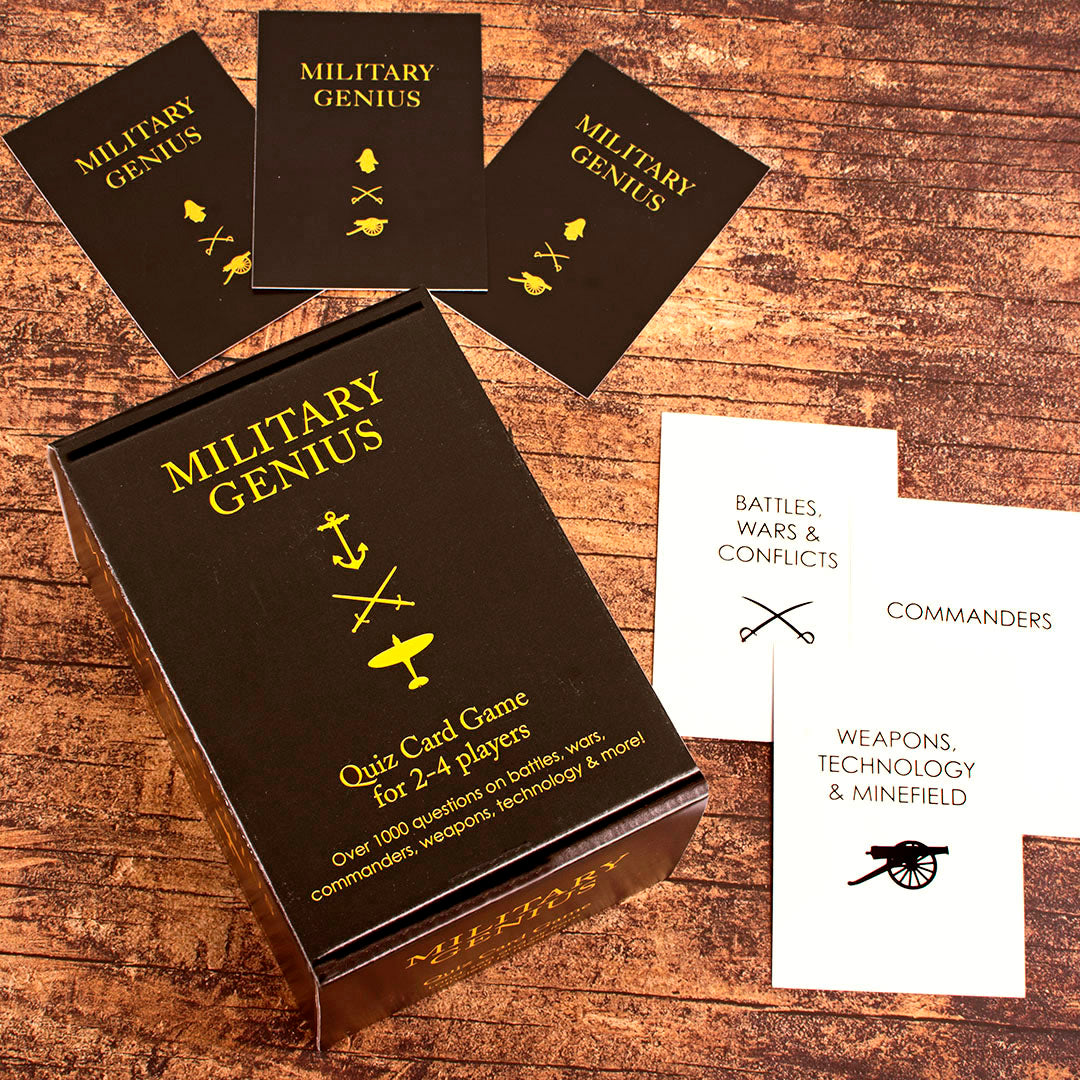 MILITARY
GENIUS
MILITARY
GENIUS
MILITARY
GENIUS
MILITARY
GENIUS
Quiz Card Game
for 2-4 players
Over 1000 questions on battles, wars,
commanders, weapons, technology & more!
MILITARY
GENIUS
BATTLES,
WARS &
CONFLICTS
COMMANDERS
WEAPONS,
TECHNOLOGY
& MINEFIELD